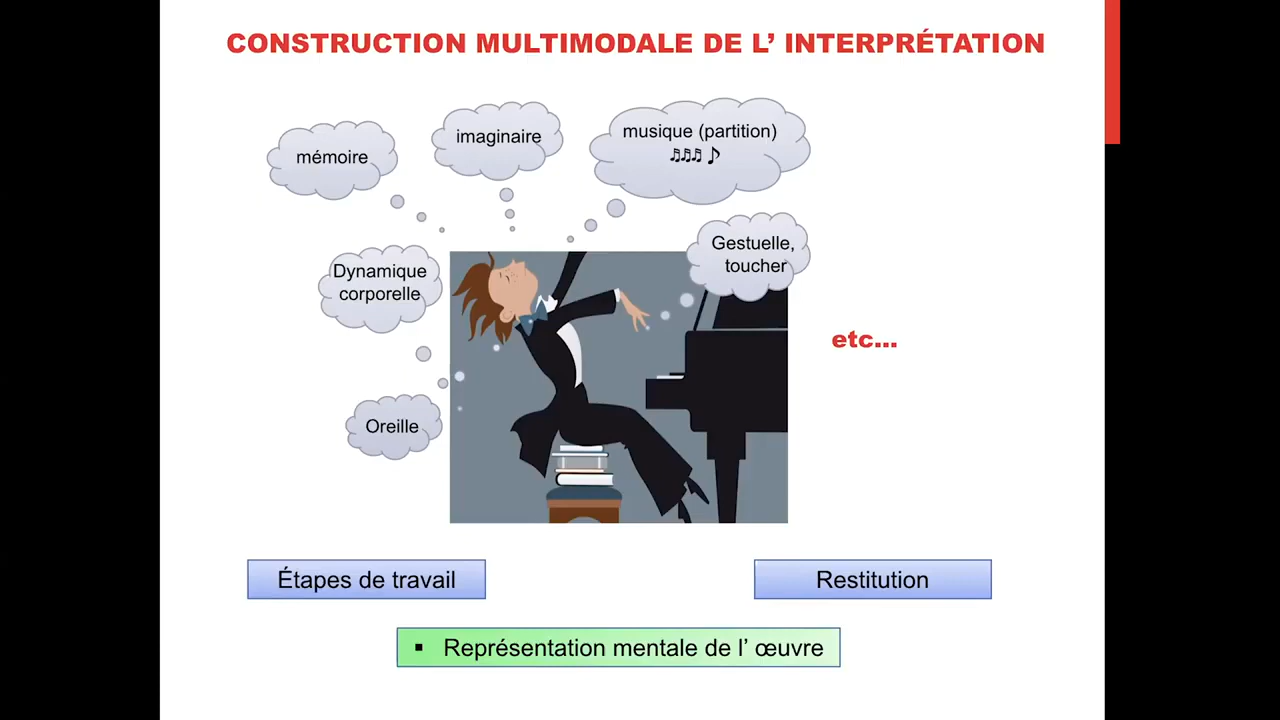 CONSTRUCTION MULTIMODALE DE L’ INTERPRÉTATION
mémoire
imaginaire
musique (partition)
♫♫♫ ♪
Gestuelle,
toucher
Dynamique
corporelle
etc…
Oreille
Étapes de travail
Restitution
▪ Représentation mentale de l’ œuvre